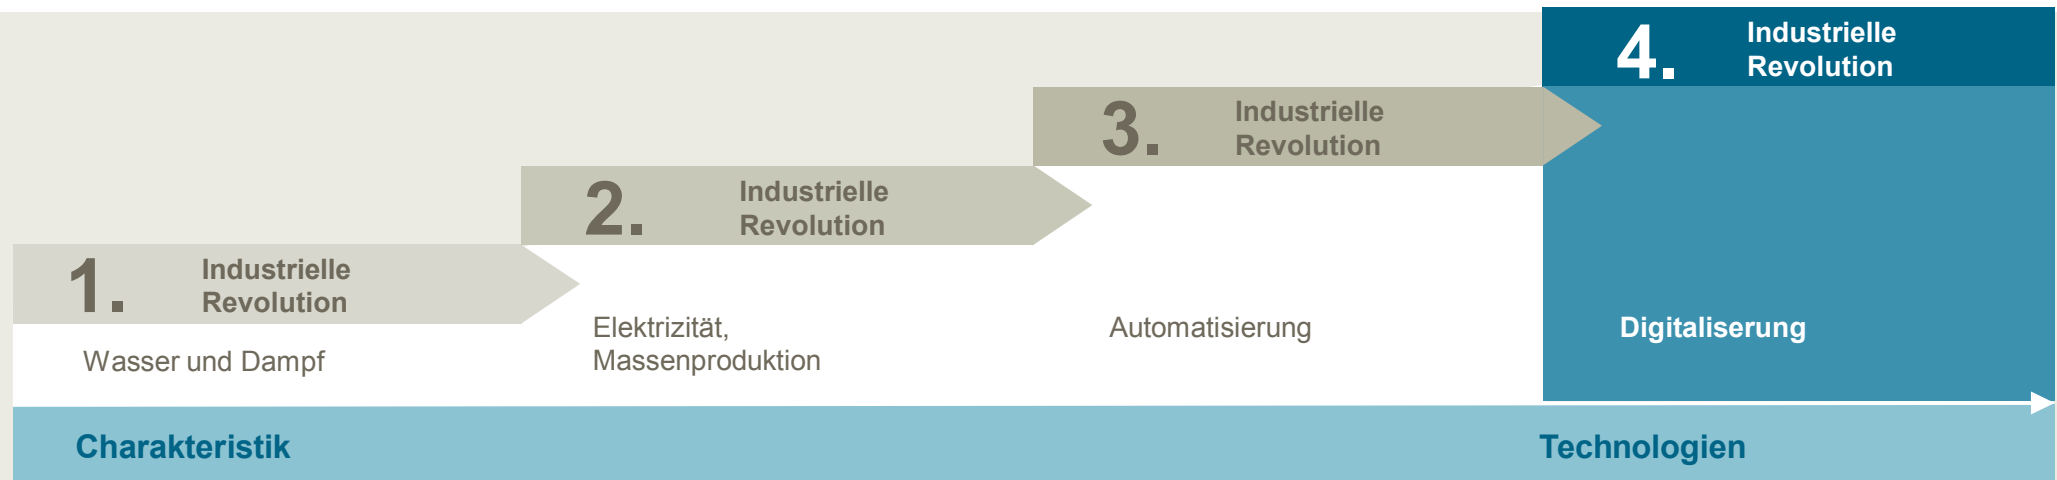 1.
Industrielle
Revolution
Wasser und Dampf
2.
Industrielle
Revolution
Elektrizität,
Massenproduktion
3.
Industrielle
Revolution
Automatisierung
4.
Industrielle
Revolution
Digitaliserung
Charakteristik
Technologien